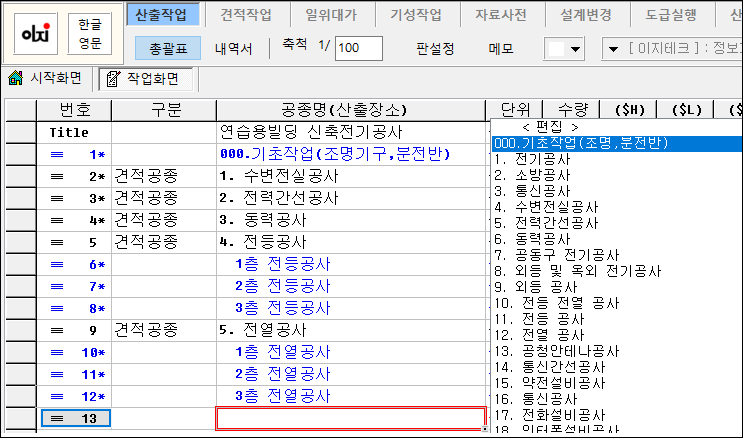 이지 한글 영문
산출작업 견적작업 일위대가 기성작업 자료사전 설계변경 도급실행
총괄표 내역서 축척 1/ 100 판설정 메모 [ 이지테크 ] : 정보
시작화면 작업화면
번호 구분 공종명(산출장소) 단위 수량 ($H) ($L) ($
Title 연습용빌딩 신축전기공사
1* 000.기초작업(조명기구,분전반)
2* 견적공종 1. 수변전실공사
3* 견적공종 2. 전력간선공사
4* 견적공종 3. 동력공사
5 견적공종 4. 전등공사
6* 1층 전등공사
7* 2층 전등공사
8* 3층 전등공사
9 견적공종 5. 전열공사
10* 1층 전열공사
11* 2층 전열공사
12* 3층 전열공사
13
< 편집 >
000.기초작업(조명,분전반)
1. 전기공사
2. 소방공사
3. 통신공사
4. 수변전실공사
5. 전력간선공사
6. 동력공사
7. 공동구 전기공사
8. 외등 및 옥외 전기공사
9. 외등 공사
10. 전등 전열 공사
11. 전등 공사
12. 전열 공사
13. 공청안테나공사
14. 통신간선공사
15. 약전설비공사
16. 통신공사
17. 전화설비공사
18. 인터폰설비공사